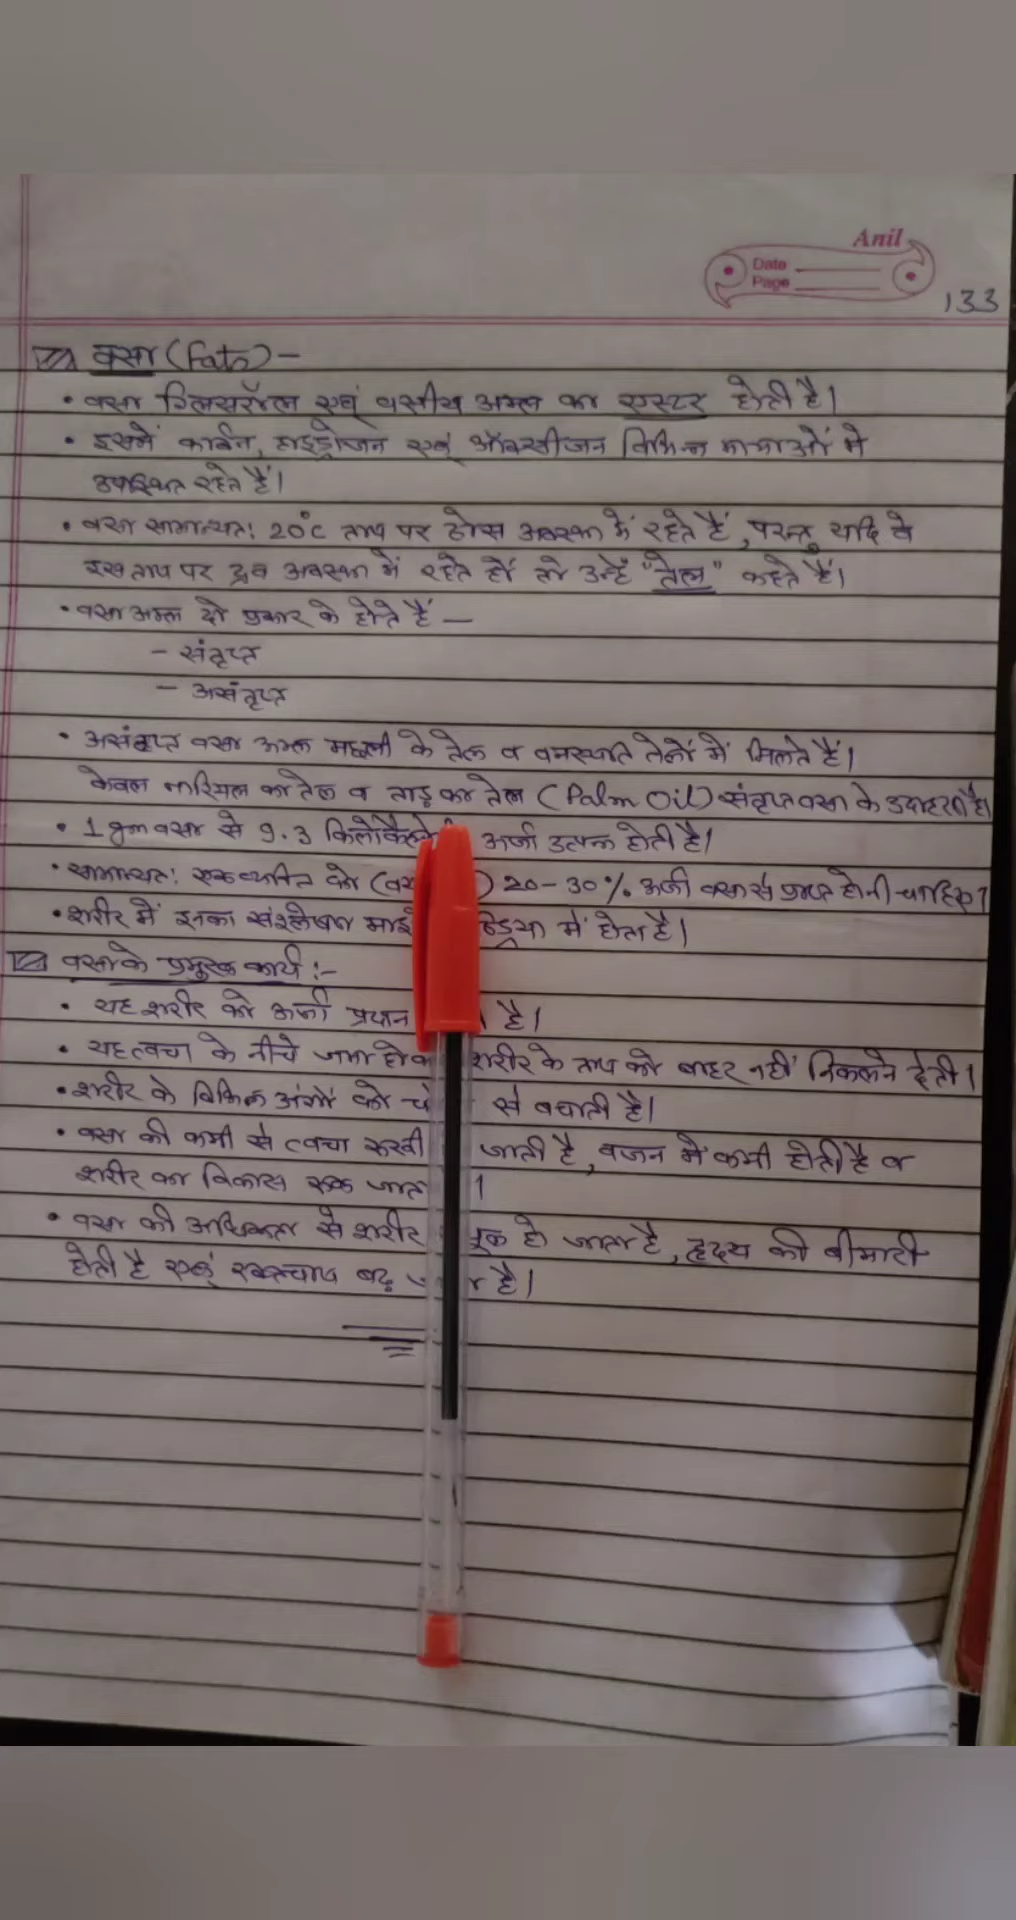 Anil
Date
Page
133
वसा (Fats) -
• वसा ग्लिसरॉल एवं वसीय अम्ल का एस्टर होती है।
• इसमें कार्बन, हाइड्रोजन एवं ऑक्सीजन विभिन्न मात्राओं में
उपस्थित रहते हैं।
• वसा सामान्यत: 20°C ताप पर ठोस अवस्था में रहते हैं, परन्तु यदि वे
इस ताप पर द्रव अवस्था में रहते हों तो उन्हें "तेल" कहते हैं।
• वसा अम्ल दो प्रकार के होते हैं —
- संतृप्त
- असंतृप्त
• असंतृप्त वसा अम्ल मछली के तेल व वनस्पति तेलों में मिलते हैं।
केवल नारियल का तेल व ताड़ का तेल (Palm Oil) संतृप्त वसा के उदाहरण है।
• 1 gm वसा से 9.3 ऊर्जा उत्पन्न होती है।
• सामान्यत: एक व्यक्ति को ) 20-30% ऊर्जा वसा से प्राप्त होनी चाहिए।
• शरीर में इनका संश्लेषण में होता है।
वसा के प्रमुख कार्य :-
• यह शरीर को ऊर्जा प्रदान है।
• यह त्वचा के नीचे जमा शरीर के ताप को बाहर नहीं निकलने देती।
• शरीर के विभिन्न अंगों को से बचाती है।
• वसा की कमी से त्वचा रूखी जाती है, वजन में कमी होती है व
शरीर का विकास रूक
• वसा की अधिकता से शरीर हो जाता है, हृदय की बीमारी
होती है एवं रक्तचाप बढ़ है।